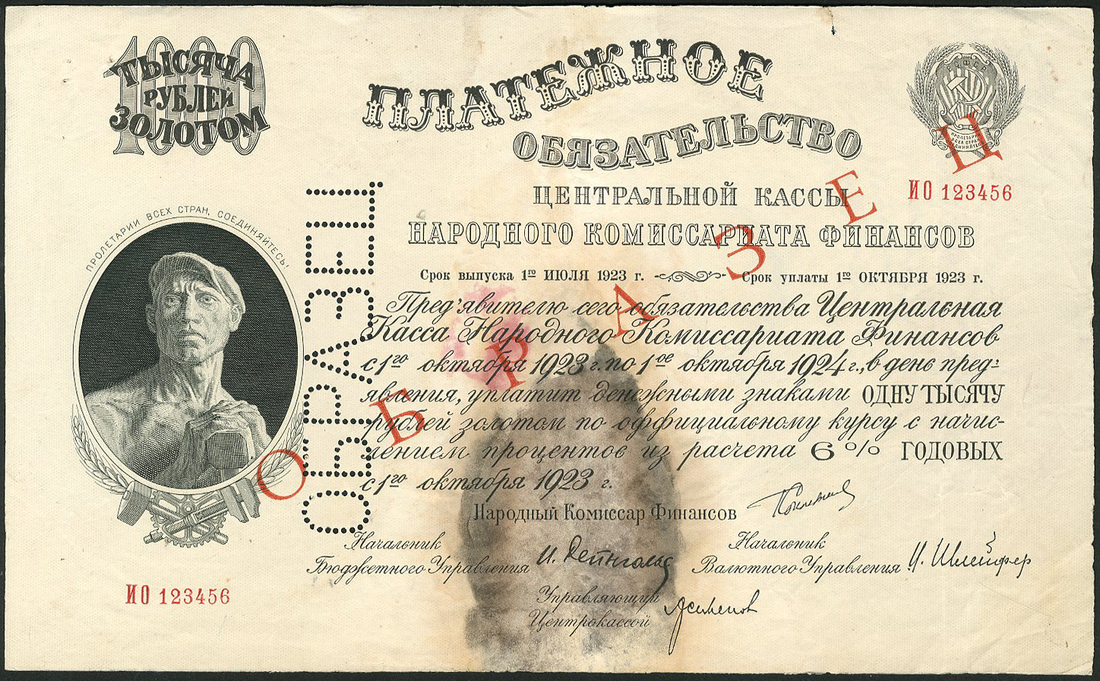 1000
ТЫСЯЧА
РУБЛЕЙ
ЗОЛОТОМ
ПЛАТЕЖНОЕ
ОБЯЗАТЕЛЬСТВО
ЦЕНТРАЛЬНОЙ КАССЫ
ИО 123456
НАРОДНОГО КОМИССАРИАТА ФИНАНСОВ
ПРОЛЕТАРИИ ВСЕХ СТРАН, СОЕДИНЯЙТЕСЬ!
Срок выпуска 1го ИЮЛЯ 1923 г. Срок уплаты 1го ОКТЯБРЯ 1923 г.
Пред'явителю сего обязательства Центральная
Касса Народного Комиссариата Финансов
с 1го октября 1923 г. по 1ое октября 1924 г., в день пред-
явления, уплатит денежными знаками ОДНУ ТЫСЯЧУ
рублей золотом по оффициальному курсу с начис-
лением процентов из расчета 6% ГОДОВЫХ
с 1го октября 1923 г.
ОБРАЗЕЦ
ОБРАЗЕЦ
Народный Комиссар Финансов
Начальник
Бюджетного Управления
Начальник
Валютного Управления
Управляющий
Центрокассой
ИО 123456